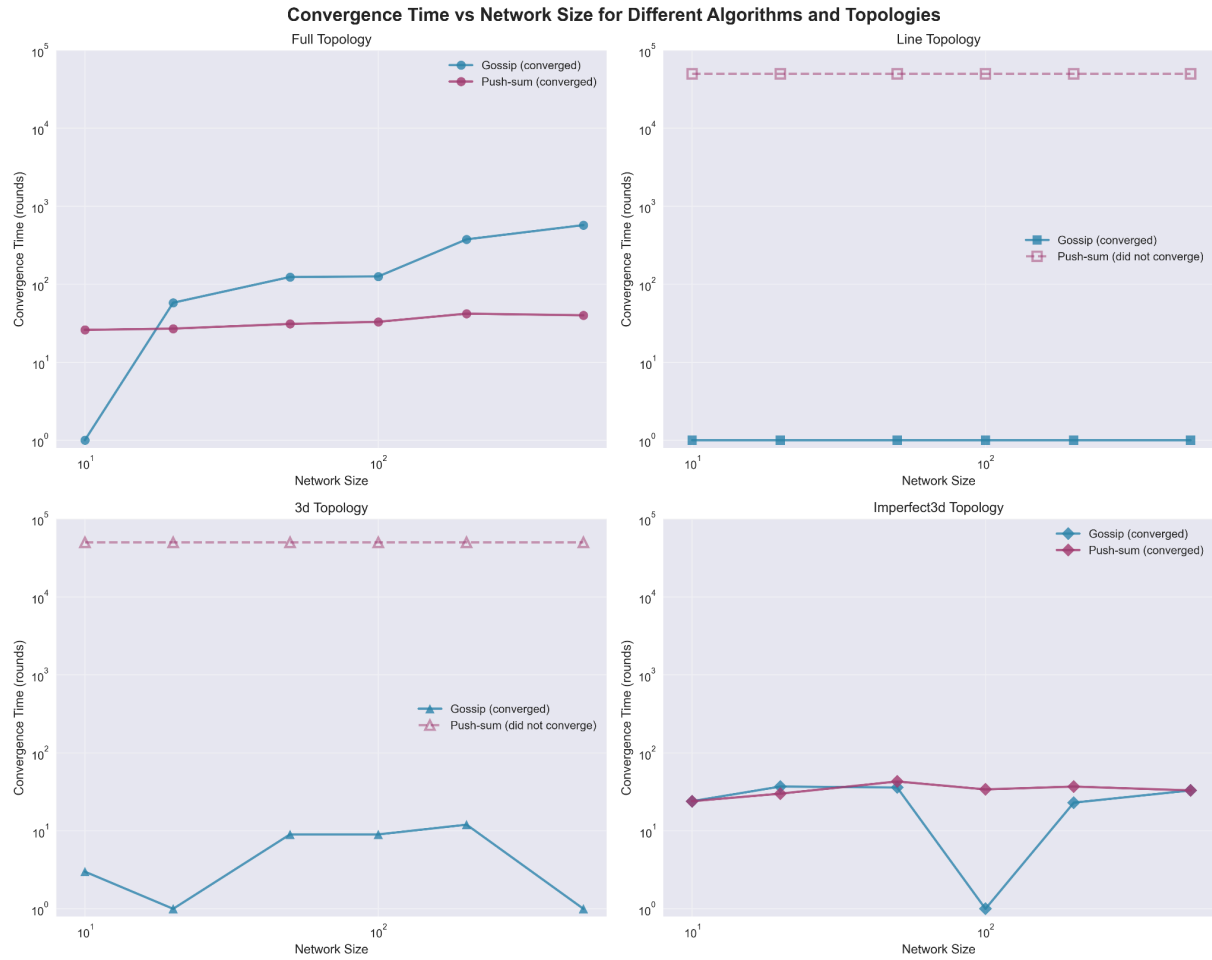 Convergence Time vs Network Size for Different Algorithms and Topologies
Full Topology
Convergence Time (rounds)
10^5
10^4
10^3
10^2
10^1
10^0
Gossip (converged)
Push-sum (converged)
10^1
10^2
Network Size
Line Topology
Convergence Time (rounds)
10^5
10^4
10^3
10^2
10^1
10^0
Gossip (converged)
Push-sum (did not converge)
10^1
10^2
Network Size
3d Topology
Convergence Time (rounds)
10^5
10^4
10^3
10^2
10^1
10^0
Gossip (converged)
Push-sum (did not converge)
10^1
10^2
Network Size
Imperfect3d Topology
Convergence Time (rounds)
10^5
10^4
10^3
10^2
10^1
10^0
Gossip (converged)
Push-sum (converged)
10^1
10^2
Network Size